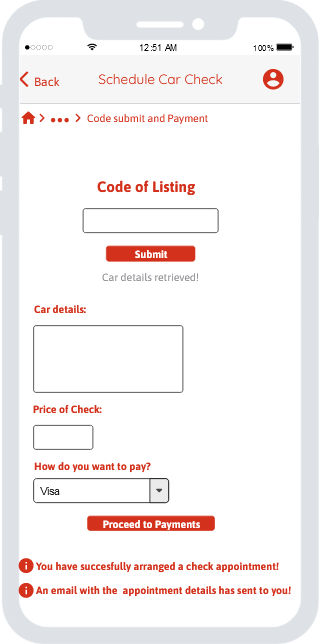 12:51 AM
100%
Back
Schedule Car Check
Code submit and Payment
Code of Listing
Submit
Car details retrieved!
Car details:
Price of Check:
How do you want to pay?
Visa
Proceed to Payments
You have succesfully arranged a check appointment!
An email with the appointment details has sent to you!